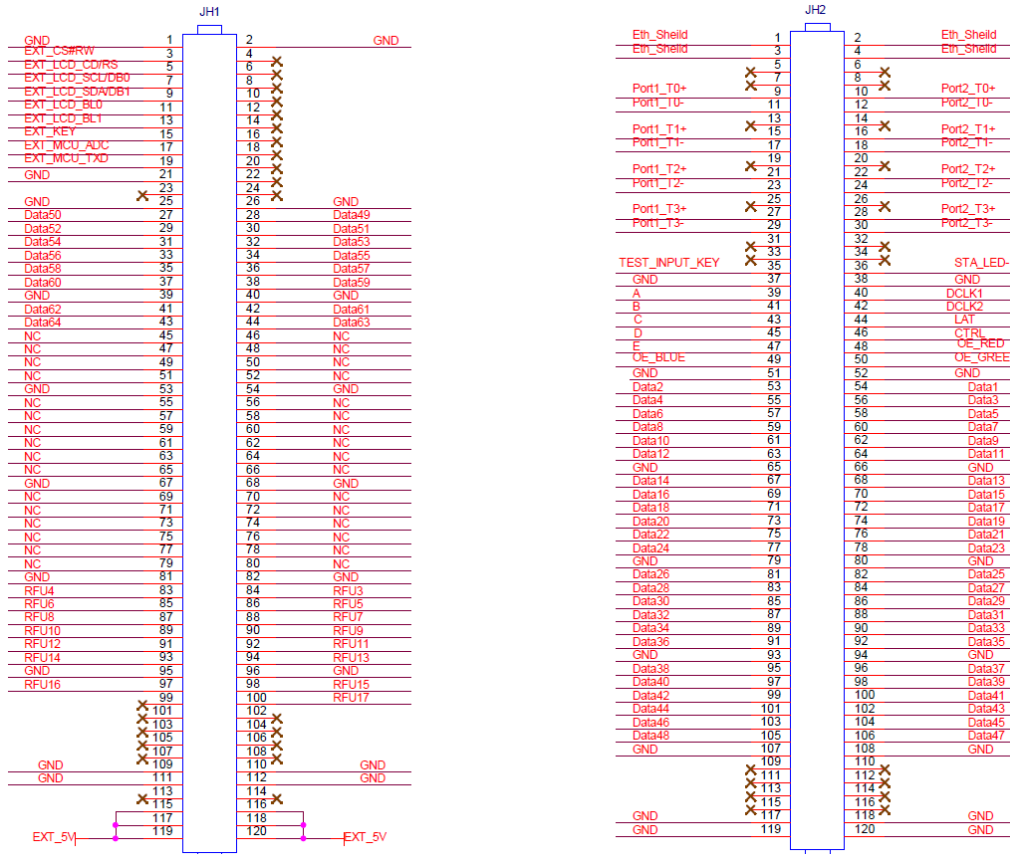 JH1
GND 1 2 GND
EXT_CS#RW 3 4
EXT_LCD_CD/RS 5 6
EXT_LCD_SCL/DB0 7 8
EXT_LCD_SDA/DB1 9 10
EXT_LCD_BL0 11 12
EXT_LCD_BL1 13 14
EXT_KEY 15 16
EXT_MCU_ADC 17 18
EXT_MCU_TXD 19 20
GND 21 22
23 24
GND 25 26 GND
Data50 27 28 Data49
Data52 29 30 Data51
Data54 31 32 Data53
Data56 33 34 Data55
Data58 35 36 Data57
Data60 37 38 Data59
GND 39 40 GND
Data62 41 42 Data61
Data64 43 44 Data63
NC 45 46 NC
NC 47 48 NC
NC 49 50 NC
NC 51 52 NC
GND 53 54 GND
NC 55 56 NC
NC 57 58 NC
NC 59 60 NC
NC 61 62 NC
NC 63 64 NC
NC 65 66 NC
GND 67 68 GND
NC 69 70 NC
NC 71 72 NC
NC 73 74 NC
NC 75 76 NC
NC 77 78 NC
NC 79 80 NC
GND 81 82 GND
RFU4 83 84 RFU3
RFU6 85 86 RFU5
RFU8 87 88 RFU7
RFU10 89 90 RFU9
RFU12 91 92 RFU11
RFU14 93 94 RFU13
GND 95 96 GND
RFU16 97 98 RFU15
99 100 RFU17
101 102
103 104
105 106
107 108
GND 109 110 GND
GND 111 112 GND
113 114
115 116
117 118
EXT_5V 119 120 EXT_5V
JH2
Eth_Sheild 1 2 Eth_Sheild
Eth_Sheild 3 4 Eth_Sheild
5 6
7 8
Port1_T0+ 9 10 Port2_T0+
Port1_T0- 11 12 Port2_T0-
13 14
Port1_T1+ 15 16 Port2_T1+
Port1_T1- 17 18 Port2_T1-
19 20
Port1_T2+ 21 22 Port2_T2+
Port1_T2- 23 24 Port2_T2-
25 26
Port1_T3+ 27 28 Port2_T3+
Port1_T3- 29 30 Port2_T3-
31 32
33 34
TEST_INPUT_KEY 35 36 STA_LED-
GND 37 38 GND
A 39 40 DCLK1
B 41 42 DCLK2
C 43 44 LAT
D 45 46 CTRL
E 47 48 OE_RED
OE_BLUE 49 50 OE_GREE
GND 51 52 GND
Data2 53 54 Data1
Data4 55 56 Data3
Data6 57 58 Data5
Data8 59 60 Data7
Data10 61 62 Data9
Data12 63 64 Data11
GND 65 66 GND
Data14 67 68 Data13
Data16 69 70 Data15
Data18 71 72 Data17
Data20 73 74 Data19
Data22 75 76 Data21
Data24 77 78 Data23
GND 79 80 GND
Data26 81 82 Data25
Data28 83 84 Data27
Data30 85 86 Data29
Data32 87 88 Data31
Data34 89 90 Data33
Data36 91 92 Data35
GND 93 94 GND
Data38 95 96 Data37
Data40 97 98 Data39
Data42 99 100 Data41
Data44 101 102 Data43
Data46 103 104 Data45
Data48 105 106 Data47
GND 107 108 GND
109 110
111 112
113 114
115 116
GND 117 118 GND
GND 119 120 GND